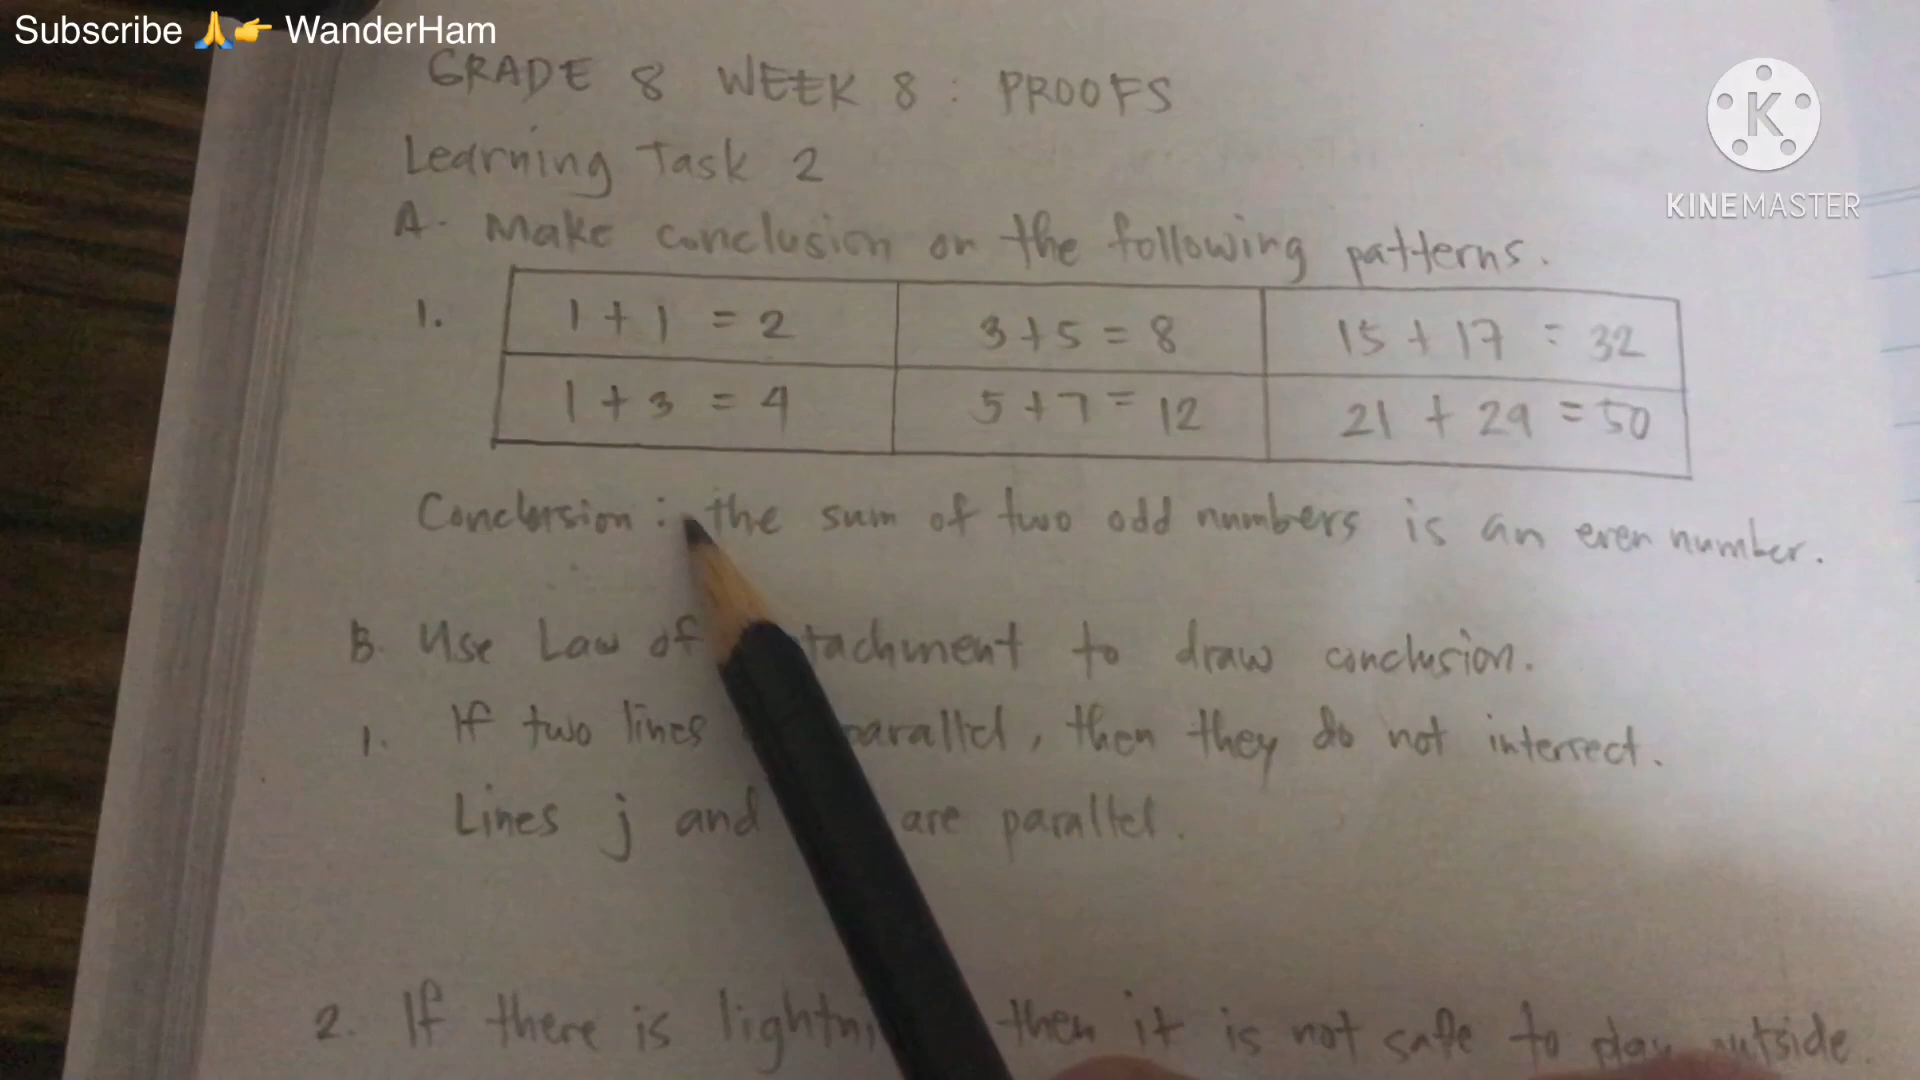 Subscribe 🙏👉 WanderHam
KINEMASTER
GRADE 8 WEEK 8 : PROOFS
Learning Task 2
A. Make conclusion on the following patterns.
1. 1 + 1 = 2 3 + 5 = 8 15 + 17 = 32
1 + 3 = 4 5 + 7 = 12 21 + 29 = 50
Conclusion : the sum of two odd numbers is an even number.
B. Use Law of tachment to draw conclusion.
1. If two lines parallel, then they do not intersect.
Lines j and are parallel.
2. If there is lightni then it is not safe to play outside.